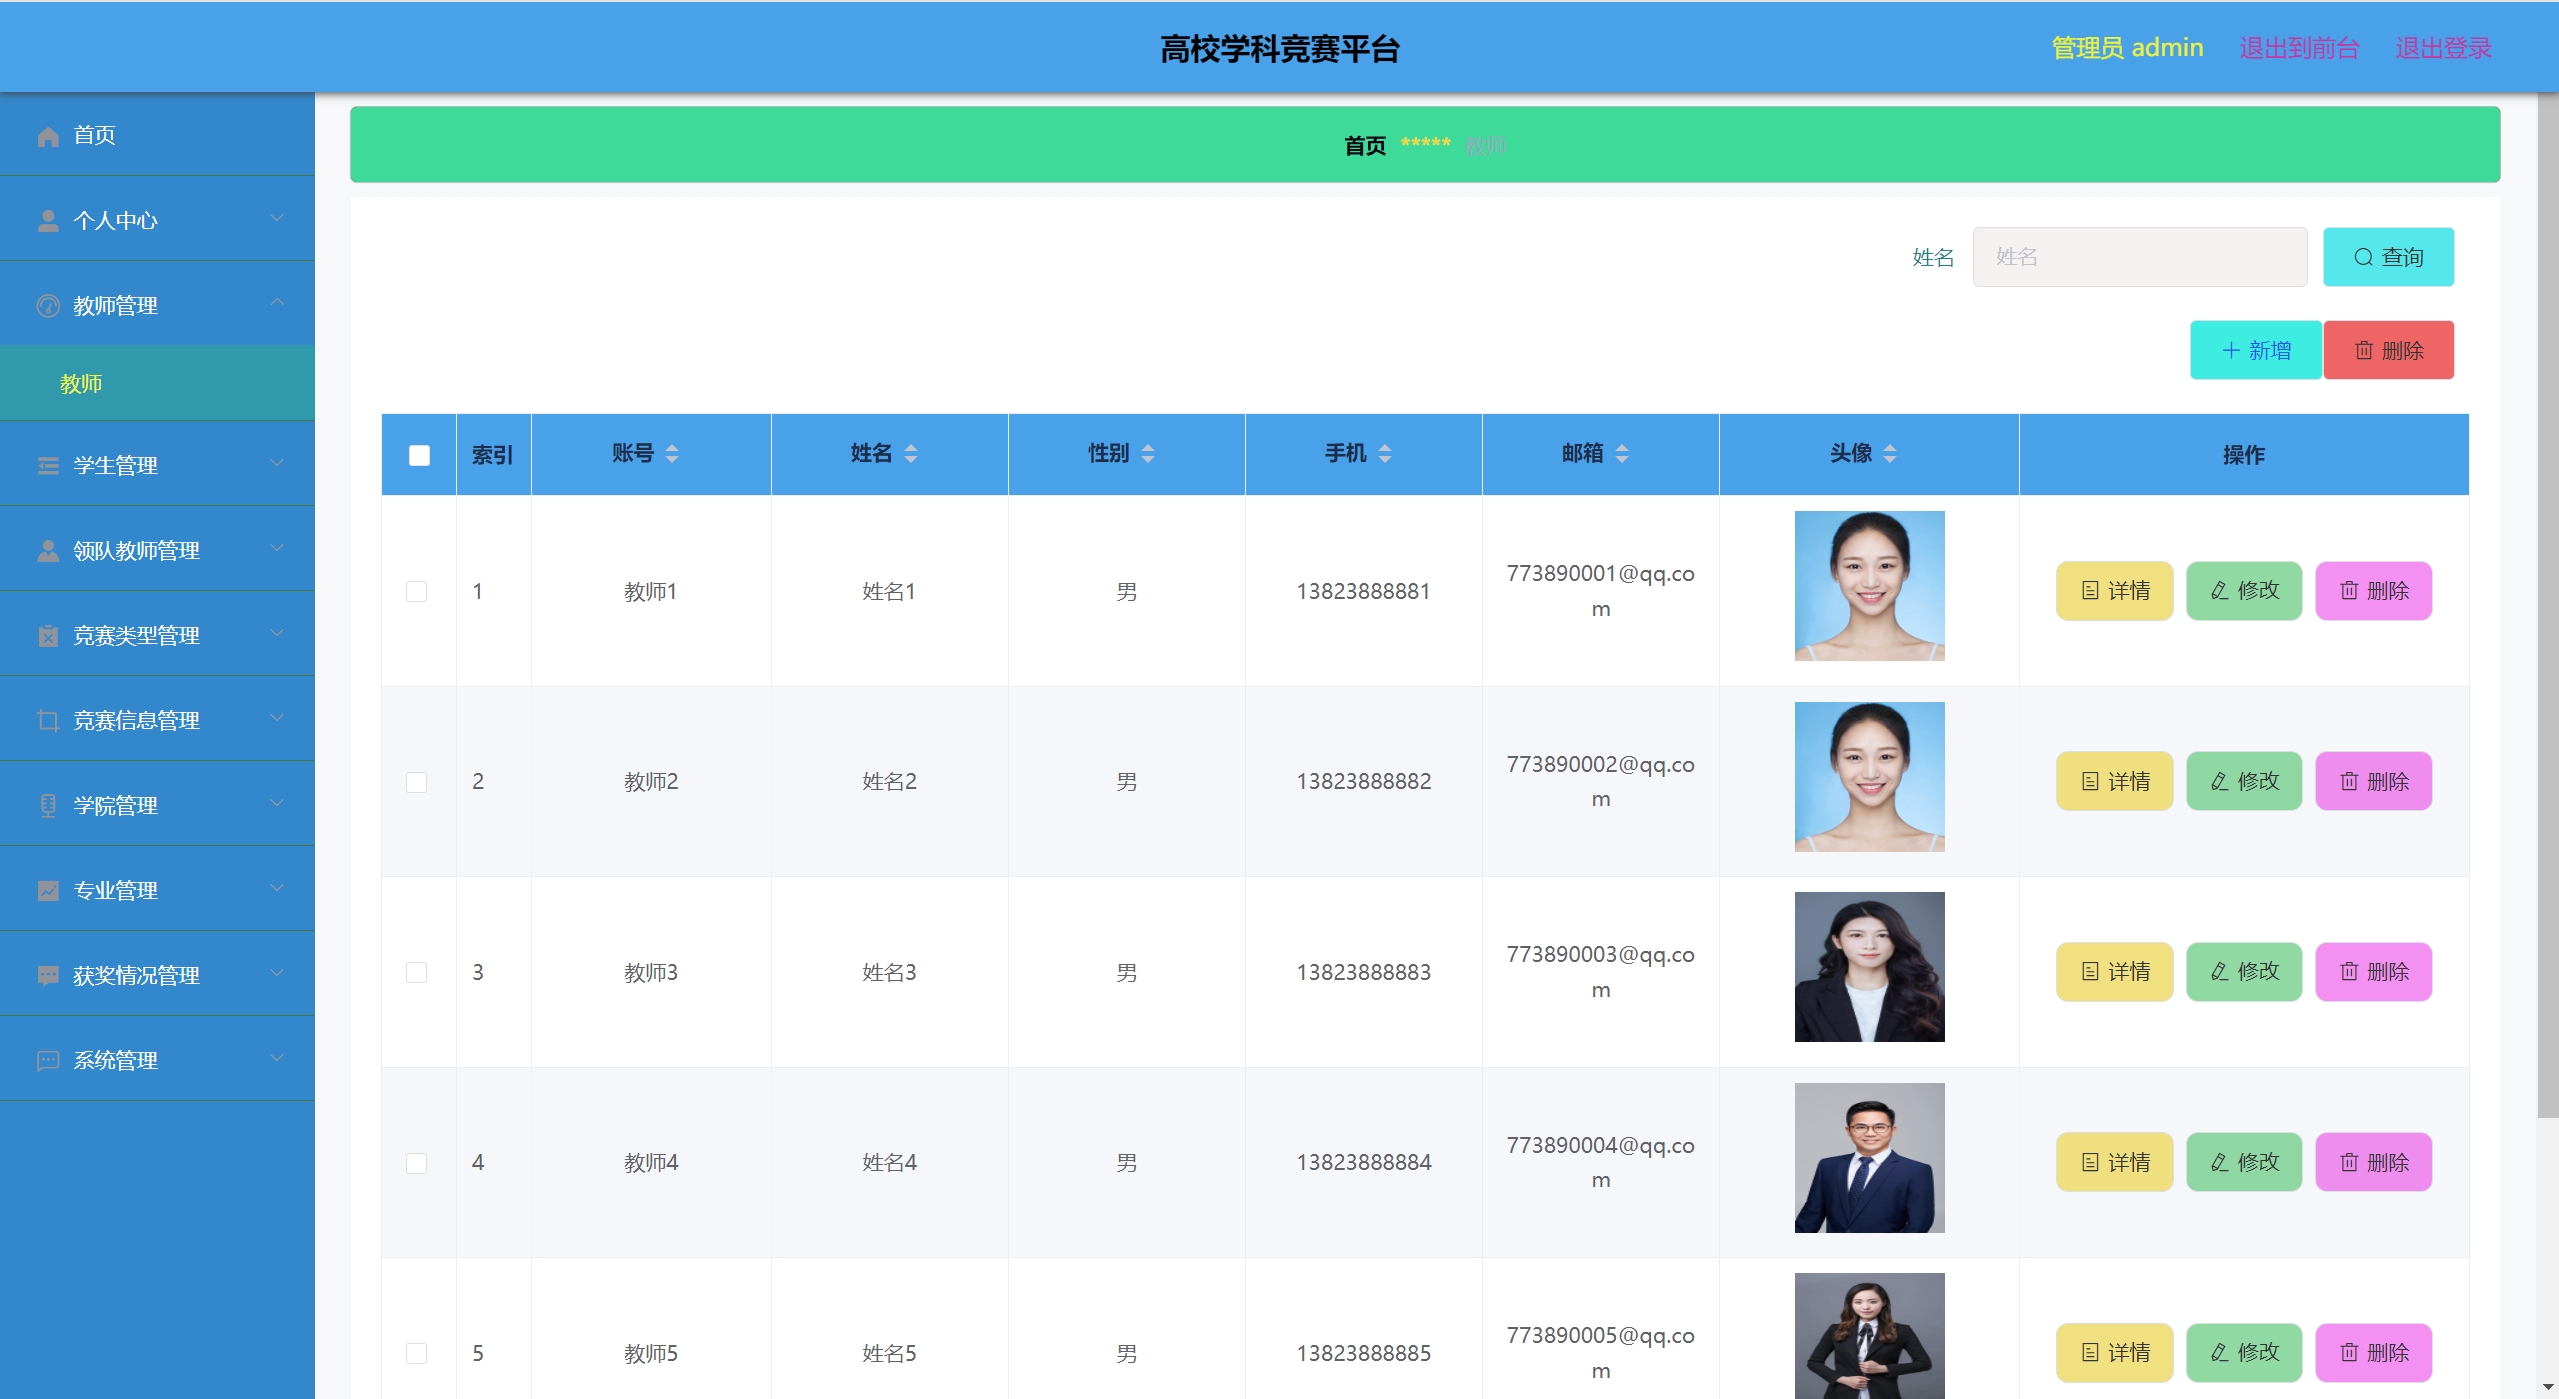 高校学科竞赛平台
管理员 admin 退出到前台 退出登录
首页
个人中心
教师管理
教师
学生管理
领队教师管理
竞赛类型管理
竞赛信息管理
学院管理
专业管理
获奖情况管理
系统管理
首页 ***** 教师
姓名 姓名 查询
新增 删除
索引 账号 姓名 性别 手机 邮箱 头像 操作
1 教师1 姓名1 男 13823888881 773890001@qq.co
m 详情 修改 删除
2 教师2 姓名2 男 13823888882 773890002@qq.co
m 详情 修改 删除
3 教师3 姓名3 男 13823888883 773890003@qq.co
m 详情 修改 删除
4 教师4 姓名4 男 13823888884 773890004@qq.co
m 详情 修改 删除
5 教师5 姓名5 男 13823888885 773890005@qq.co
m 详情 修改 删除